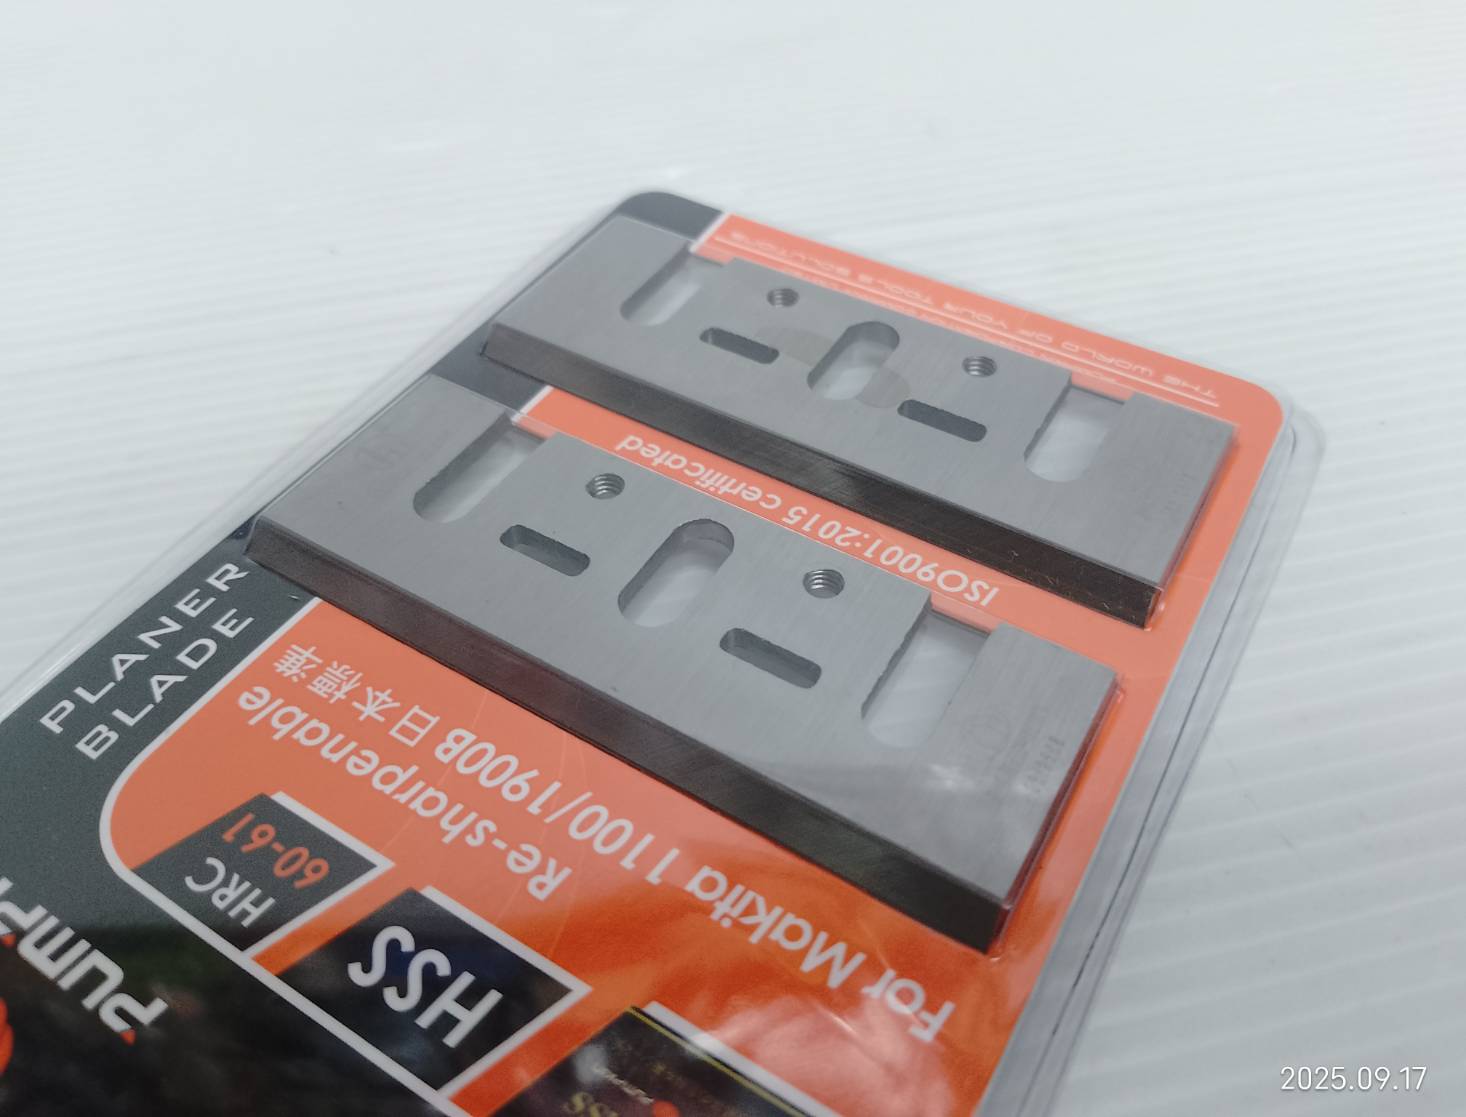 THE WORLD OF YOUR TOOLS SOLUTIONS
ISO9001:2015 certificated
PLANER
BLADE
For Makita 1100/1900B 日本標準
Re-sharpenable
HRC
60-61
HSS
PUMP
2025.09.17